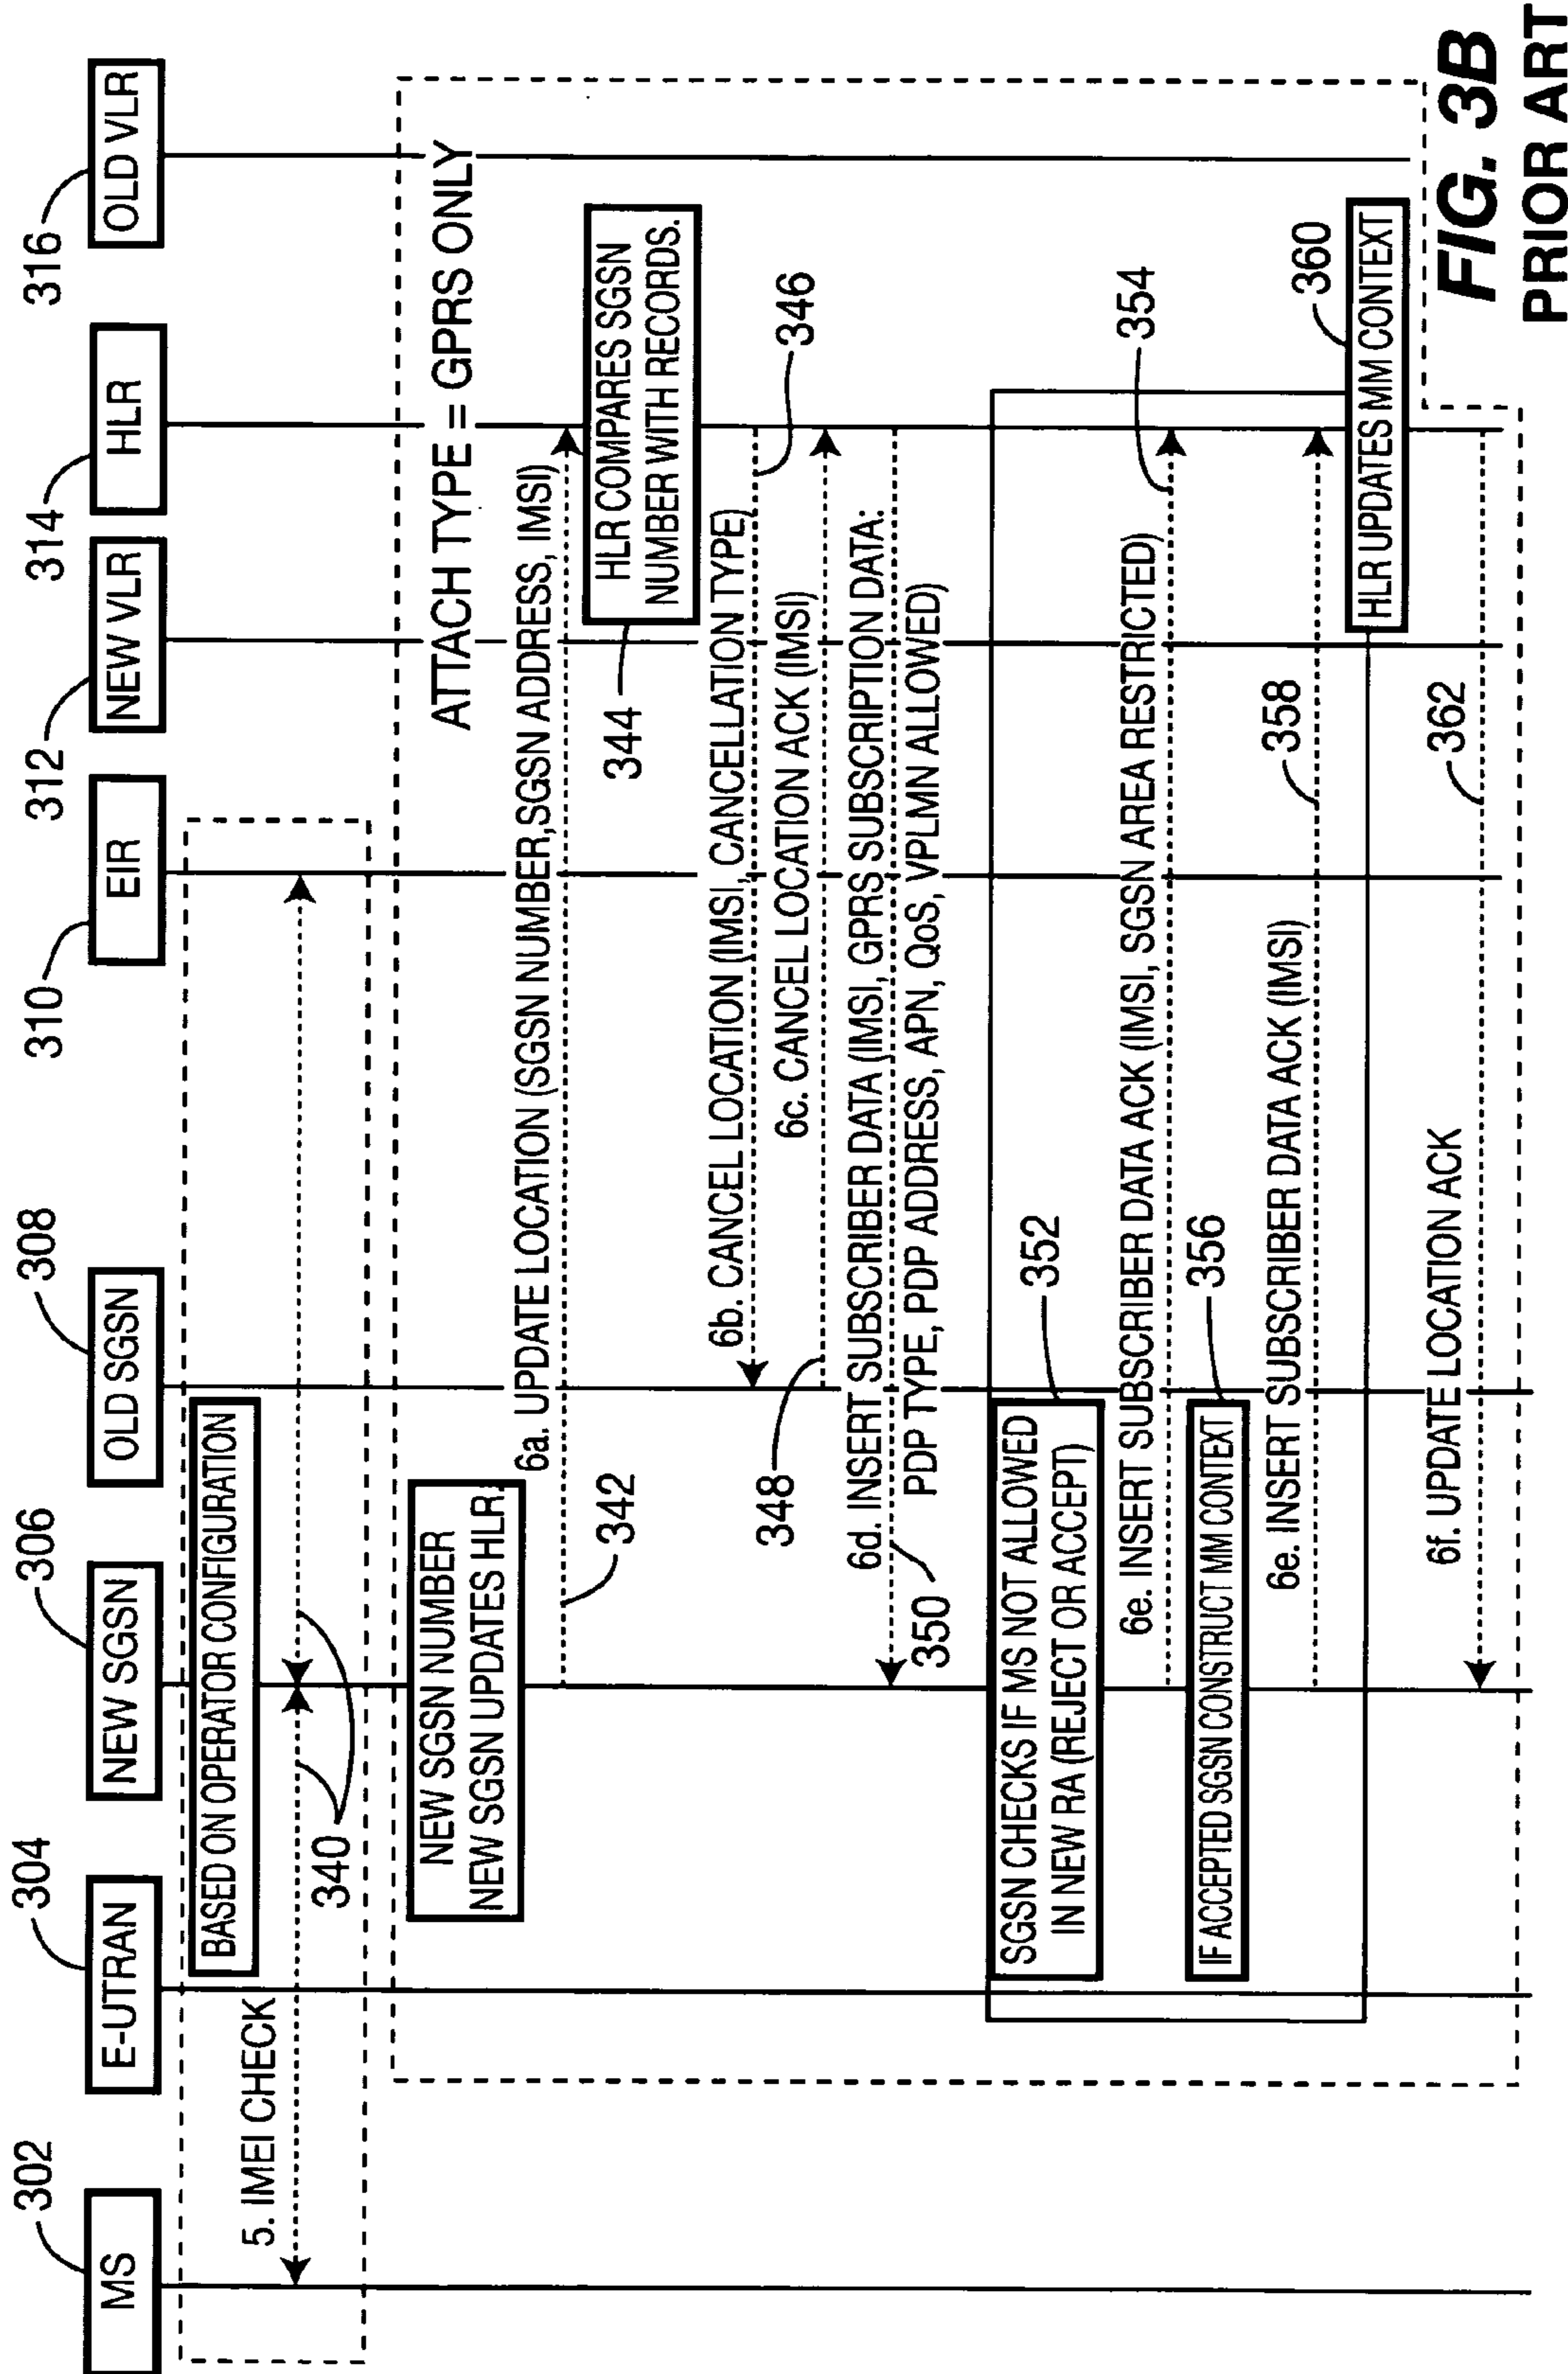 302
304
306
308
310
312
314
316
MS
E-UTRAN
NEW SGSN
OLD SGSN
EIR
NEW VLR
HLR
OLD VLR
BASED ON OPERATOR CONFIGURATION
5. IMEI CHECK
340
ATTACH TYPE = GPRS ONLY
NEW SGSN NUMBER
NEW SGSN UPDATES HLR.
6a. UPDATE LOCATION (SGSN NUMBER,SGSN ADDRESS, IMSI)
342
HLR COMPARES SGSN
NUMBER WITH RECORDS.
344
6b. CANCEL LOCATION (IMSI, CANCELLATION TYPE)
346
6c. CANCEL LOCATION ACK (IMSI)
348
6d. INSERT SUBSCRIBER DATA (IMSI, GPRS SUBSCRIPTION DATA:
PDP TYPE, PDP ADDRESS, APN, QoS, VPLMN ALLOWED)
350
SGSN CHECKS IF MS NOT ALLOWED
IN NEW RA (REJECT OR ACCEPT)
352
6e. INSERT SUBSCRIBER DATA ACK (IMSI, SGSN AREA RESTRICTED)
354
IF ACCEPTED SGSN CONSTRUCT MM CONTEXT
356
6e. INSERT SUBSCRIBER DATA ACK (IMSI)
358
HLR UPDATES MM CONTEXT
360
6f. UPDATE LOCATION ACK
362
FIG. 3B
PRIOR ART